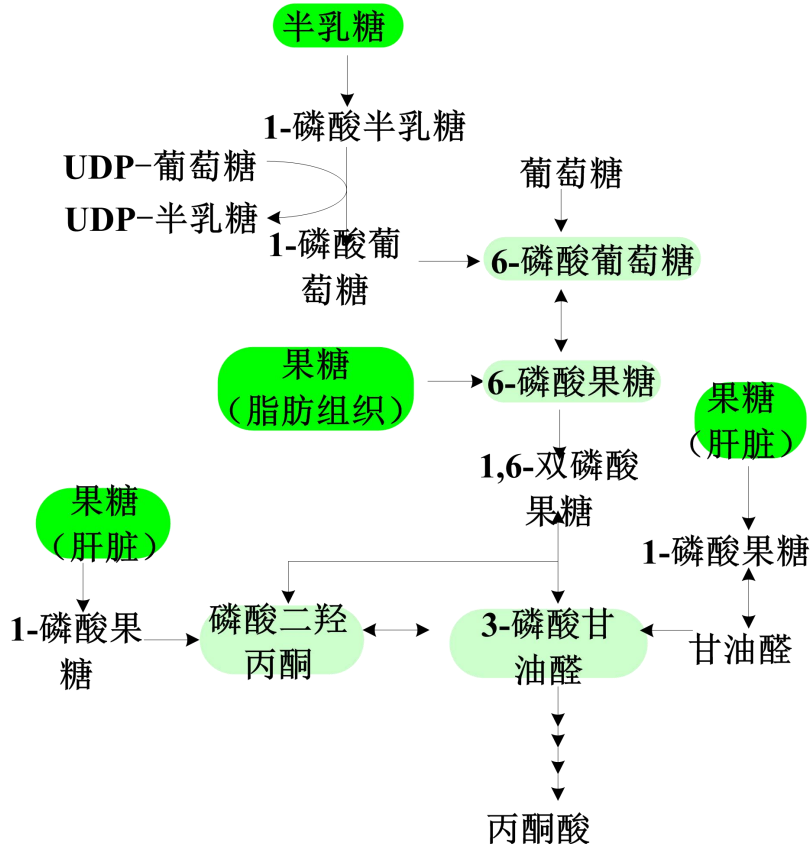 半乳糖
1-磷酸半乳糖
UDP-葡萄糖
UDP-半乳糖
1-磷酸葡
萄糖
葡萄糖
6-磷酸葡萄糖
果糖
（脂肪组织）
6-磷酸果糖
果糖
（肝脏）
1,6-双磷酸
果糖
果糖
（肝脏）
1-磷酸果糖
1-磷酸果
糖
磷酸二羟
丙酮
3-磷酸甘
油醛
甘油醛
丙酮酸